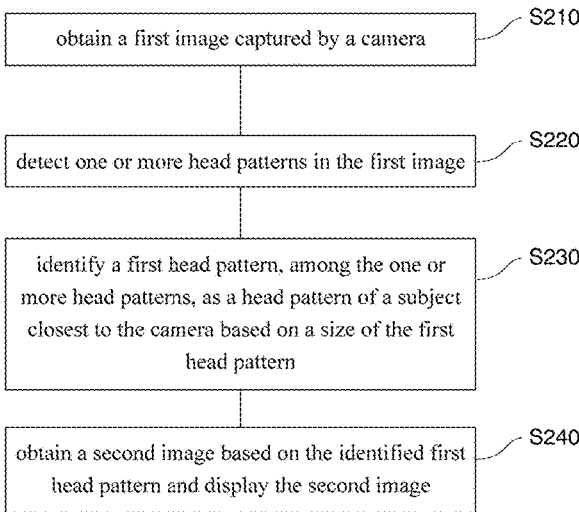 S210
obtain a first image captured by a camera
S220
detect one or more head patterns in the first image
S230
identify a first head pattern, among the one or
more head patterns, as a head pattern of a subject
closest to the camera based on a size of the first
head pattern
S240
obtain a second image based on the identified first
head pattern and display the second image